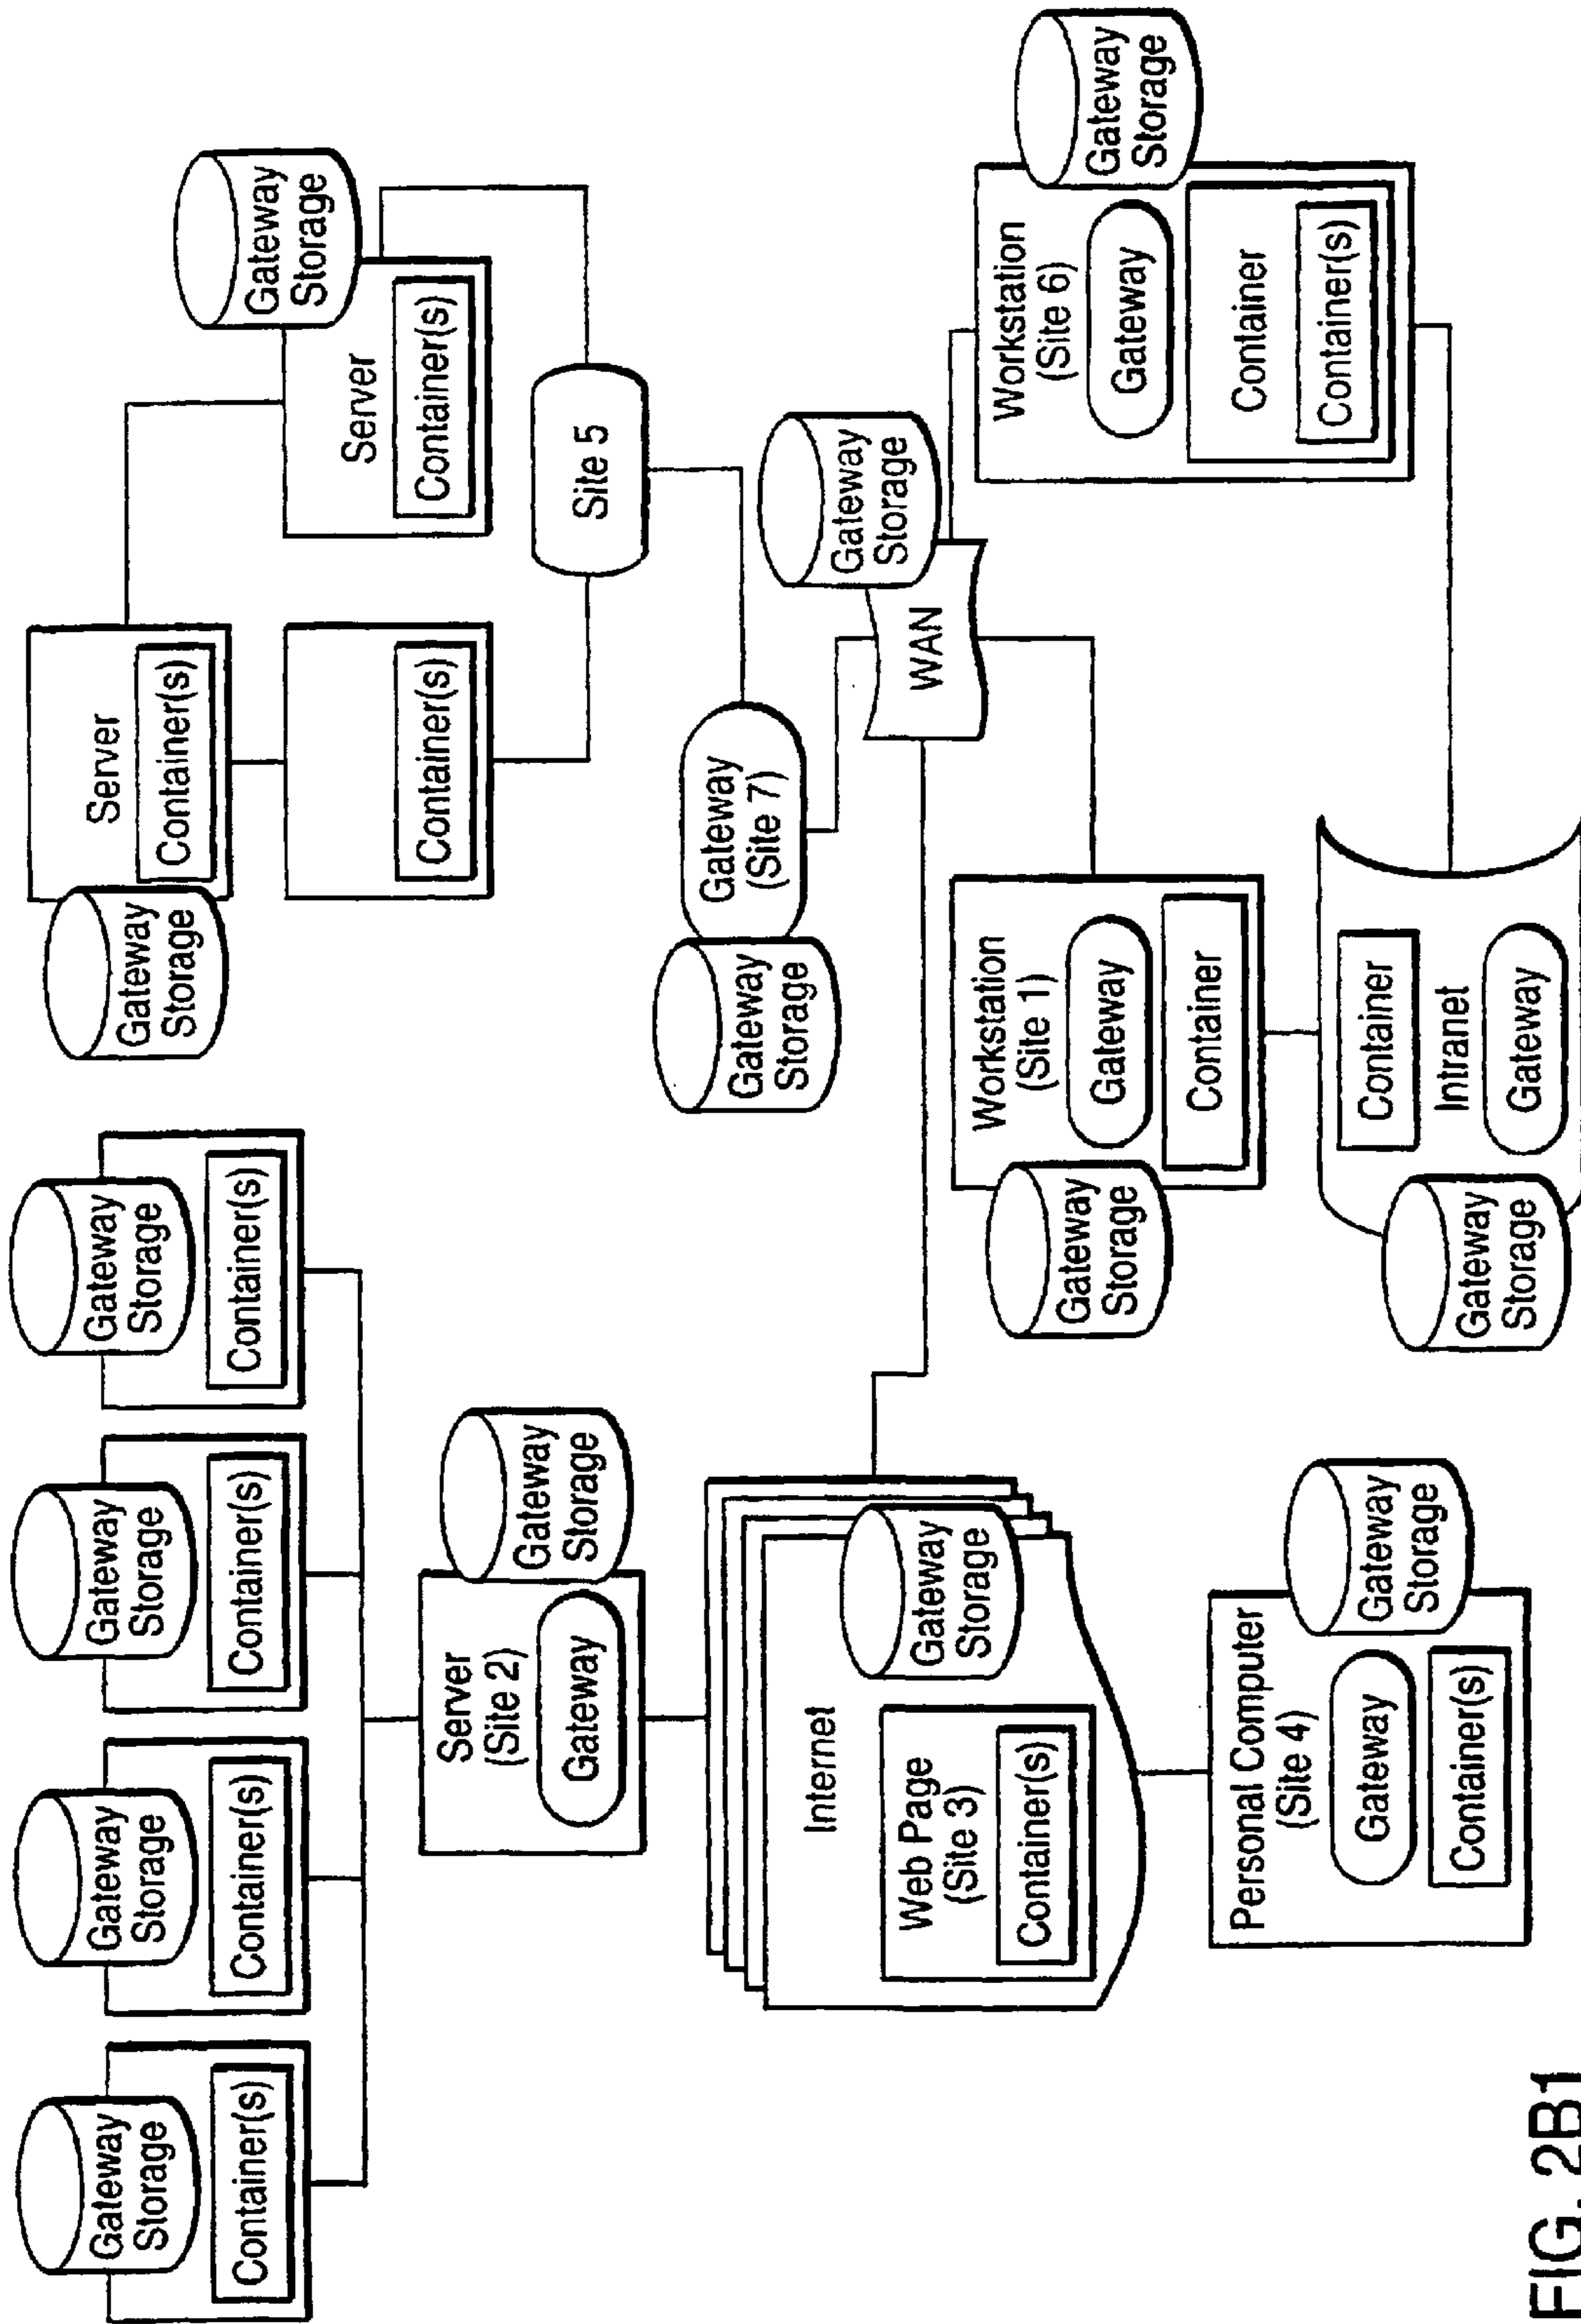 Gateway
Storage
Container(s)
Gateway
Storage
Container(s)
Gateway
Storage
Container(s)
Gateway
Storage
Container(s)
Gateway
Storage
Server
Container(s)
Container(s)
Gateway
Storage
Server
Container(s)
Server
(Site 2)
Gateway
Gateway
Storage
Site 5
Internet
Web Page
(Site 3)
Container(s)
Gateway
Storage
Gateway
Storage
Gateway
(Site 7)
Gateway
Storage
WAN
Personal Computer
(Site 4)
Gateway
Container(s)
Gateway
Storage
Gateway
Storage
Workstation
(Site 1)
Gateway
Container
Workstation
(Site 6)
Gateway
Container
Container(s)
Gateway
Storage
Gateway
Storage
Container
Intranet
Gateway
FIG. 2B1